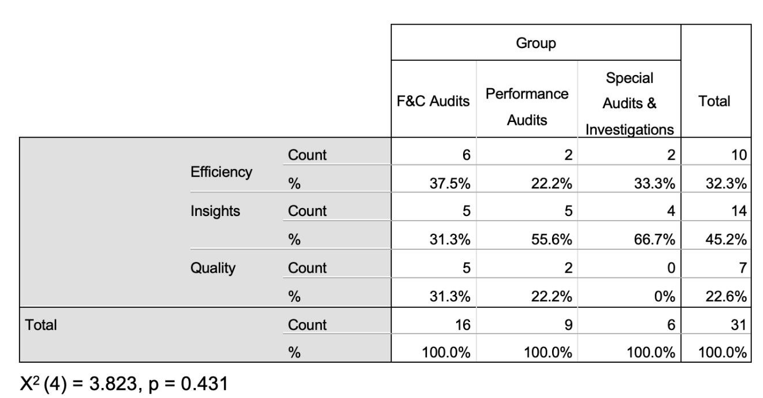 Group
F&C Audits Performance Audits Special Audits & Investigations Total
Efficiency Count 6 2 2 10
% 37.5% 22.2% 33.3% 32.3%
Insights Count 5 5 4 14
% 31.3% 55.6% 66.7% 45.2%
Quality Count 5 2 0 7
% 31.3% 22.2% 0% 22.6%
Total Count 16 9 6 31
% 100.0% 100.0% 100.0% 100.0%
X² (4) = 3.823, p = 0.431